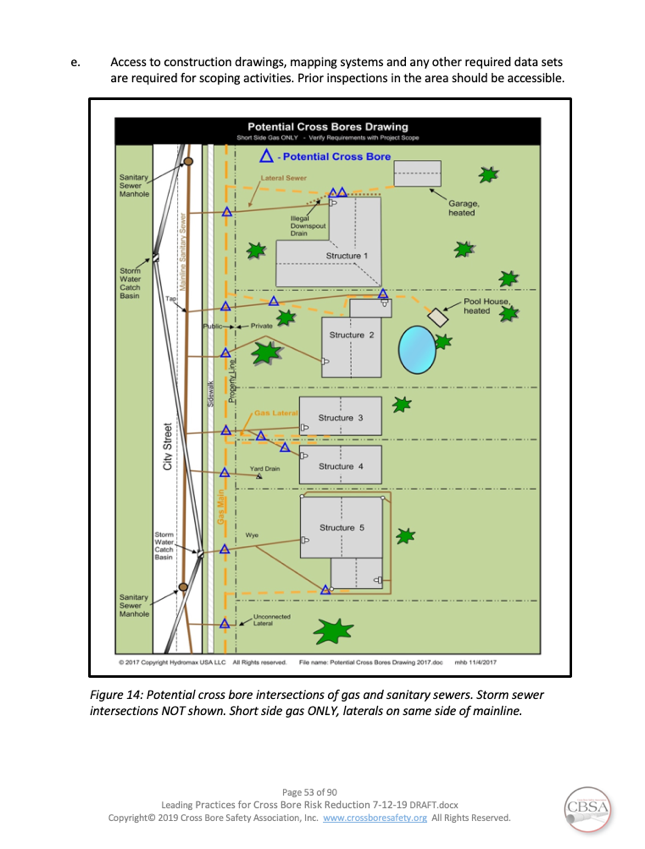 e. Access to construction drawings, mapping systems and any other required data sets
are required for scoping activities. Prior inspections in the area should be accessible.
Potential Cross Bores Drawing
Short Side Gas ONLY - Verify Requirements with Project Scope
- Potential Cross Bore
Sanitary
Sewer
Manhole
Lateral Sewer
Garage,
heated
Illegal
Downspout
Drain
Mainline Sanitary Sewer
Structure 1
Storm
Water
Catch
Basin
Tap
Pool House,
heated
Public
Private
Structure 2
Property Line
Sidewalk
Gas Lateral
Structure 3
City Street
Structure 4
Yard Drain
Gas Main
Structure 5
Storm
Water
Catch
Basin
Wye
Sanitary
Sewer
Manhole
Unconnected
Lateral
© 2017 Copyright Hydromax USA LLC All Rights reserved. File name: Potential Cross Bores Drawing 2017.doc mhb 11/4/2017
Figure 14: Potential cross bore intersections of gas and sanitary sewers. Storm sewer
intersections NOT shown. Short side gas ONLY, laterals on same side of mainline.
Page 53 of 90
Leading Practices for Cross Bore Risk Reduction 7-12-19 DRAFT.docx
Copyright© 2019 Cross Bore Safety Association, Inc. www.crossboresafety.org All Rights Reserved.
CBSA